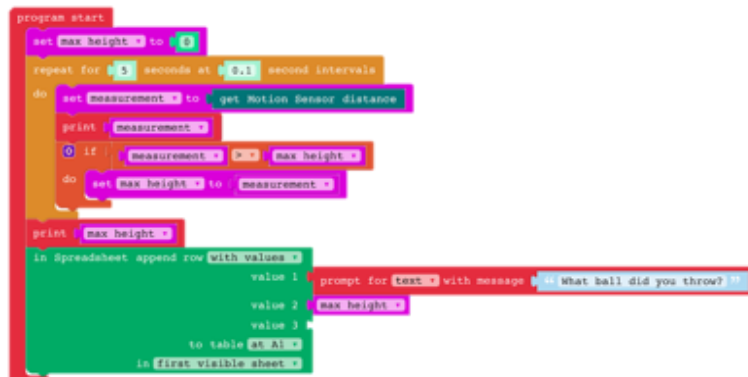 program start
set max height to 0
repeat for 5 seconds at 0.1 second intervals
do set measurement to get Motion Sensor distance
print measurement
if measurement > max height
do set max height to measurement
print max height
in Spreadsheet append row with values
value 1 prompt for text with message “ What ball did you throw? ”
value 2 max height
value 3
to table at A1
in first visible sheet